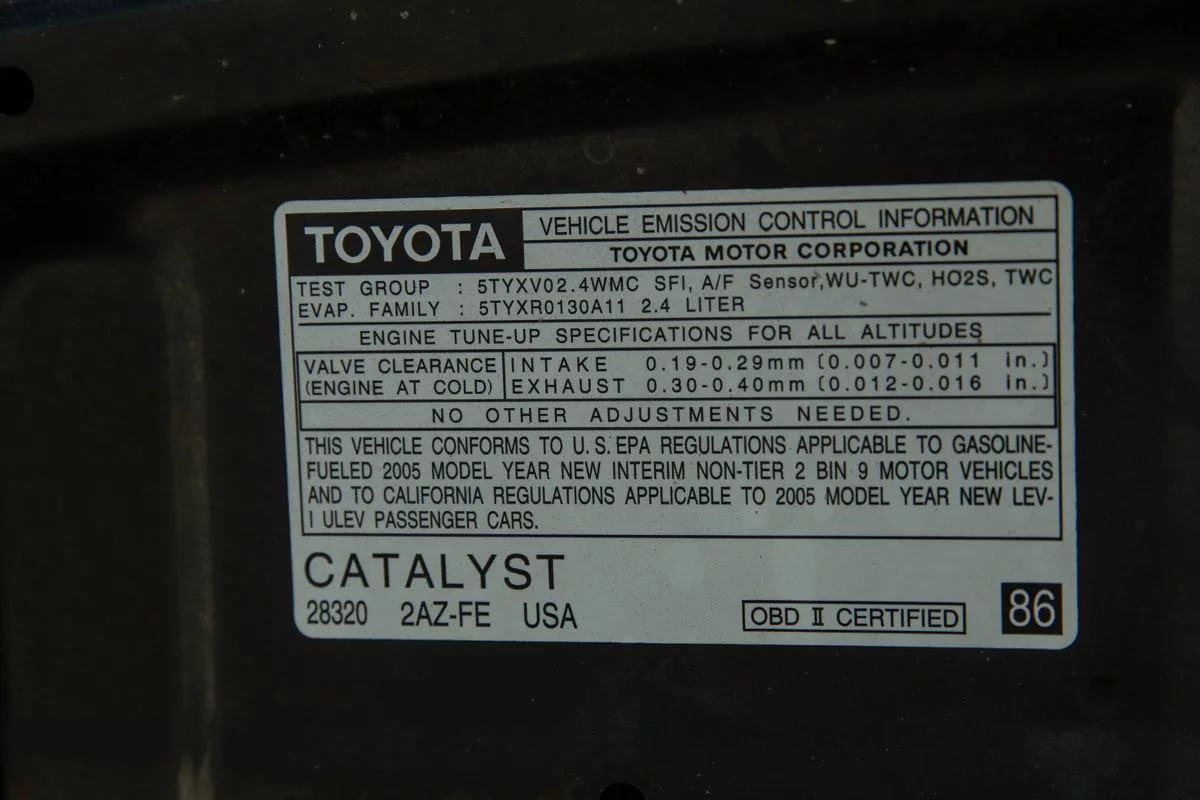 TOYOTA
VEHICLE EMISSION CONTROL INFORMATION
TOYOTA MOTOR CORPORATION
TEST GROUP : 5TYXV02.4WMC SFI, A/F Sensor,WU-TWC, HO2S, TWC
EVAP. FAMILY : 5TYXR0130A11 2.4 LITER
ENGINE TUNE-UP SPECIFICATIONS FOR ALL ALTITUDES
VALVE CLEARANCE INTAKE 0.19-0.29mm (0.007-0.011 in.)
(ENGINE AT COLD) EXHAUST 0.30-0.40mm (0.012-0.016 in.)
NO OTHER ADJUSTMENTS NEEDED.
THIS VEHICLE CONFORMS TO U.S.EPA REGULATIONS APPLICABLE TO GASOLINE-
FUELED 2005 MODEL YEAR NEW INTERIM NON-TIER 2 BIN 9 MOTOR VEHICLES
AND TO CALIFORNIA REGULATIONS APPLICABLE TO 2005 MODEL YEAR NEW LEV-
I ULEV PASSENGER CARS.
CATALYST
28320 2AZ-FE USA
OBD II CERTIFIED
86